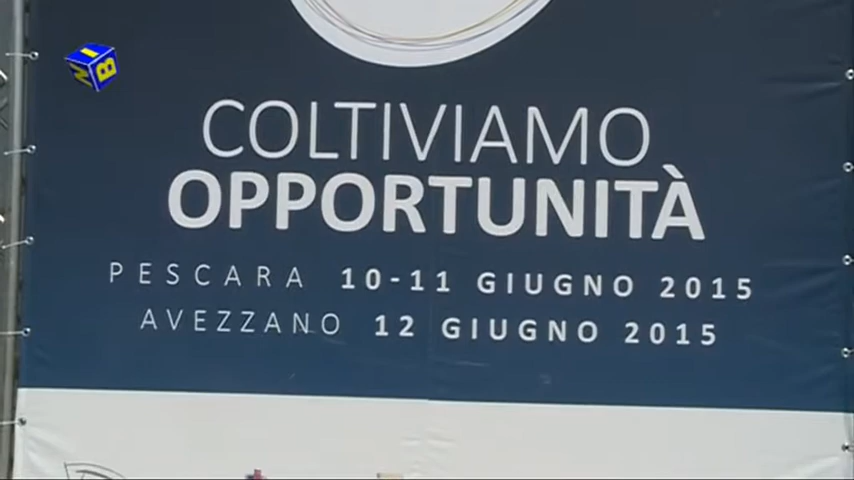 COLTIVIAMO
OPPORTUNITÀ
PESCARA 10-11 GIUGNO 2015
AVEZZANO 12 GIUGNO 2015